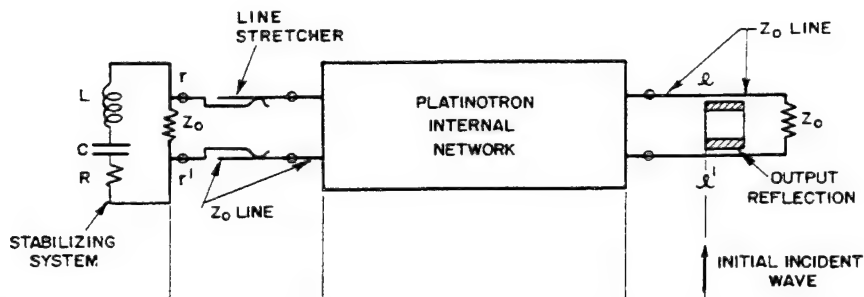 LINE
STRETCHER
Z₀ LINE
r
ℓ
L
Z₀
PLATINOTRON
INTERNAL
NETWORK
Z₀
C
R
r'
ℓ'
Z₀ LINE
OUTPUT
REFLECTION
STABILIZING
SYSTEM
INITIAL INCIDENT
WAVE